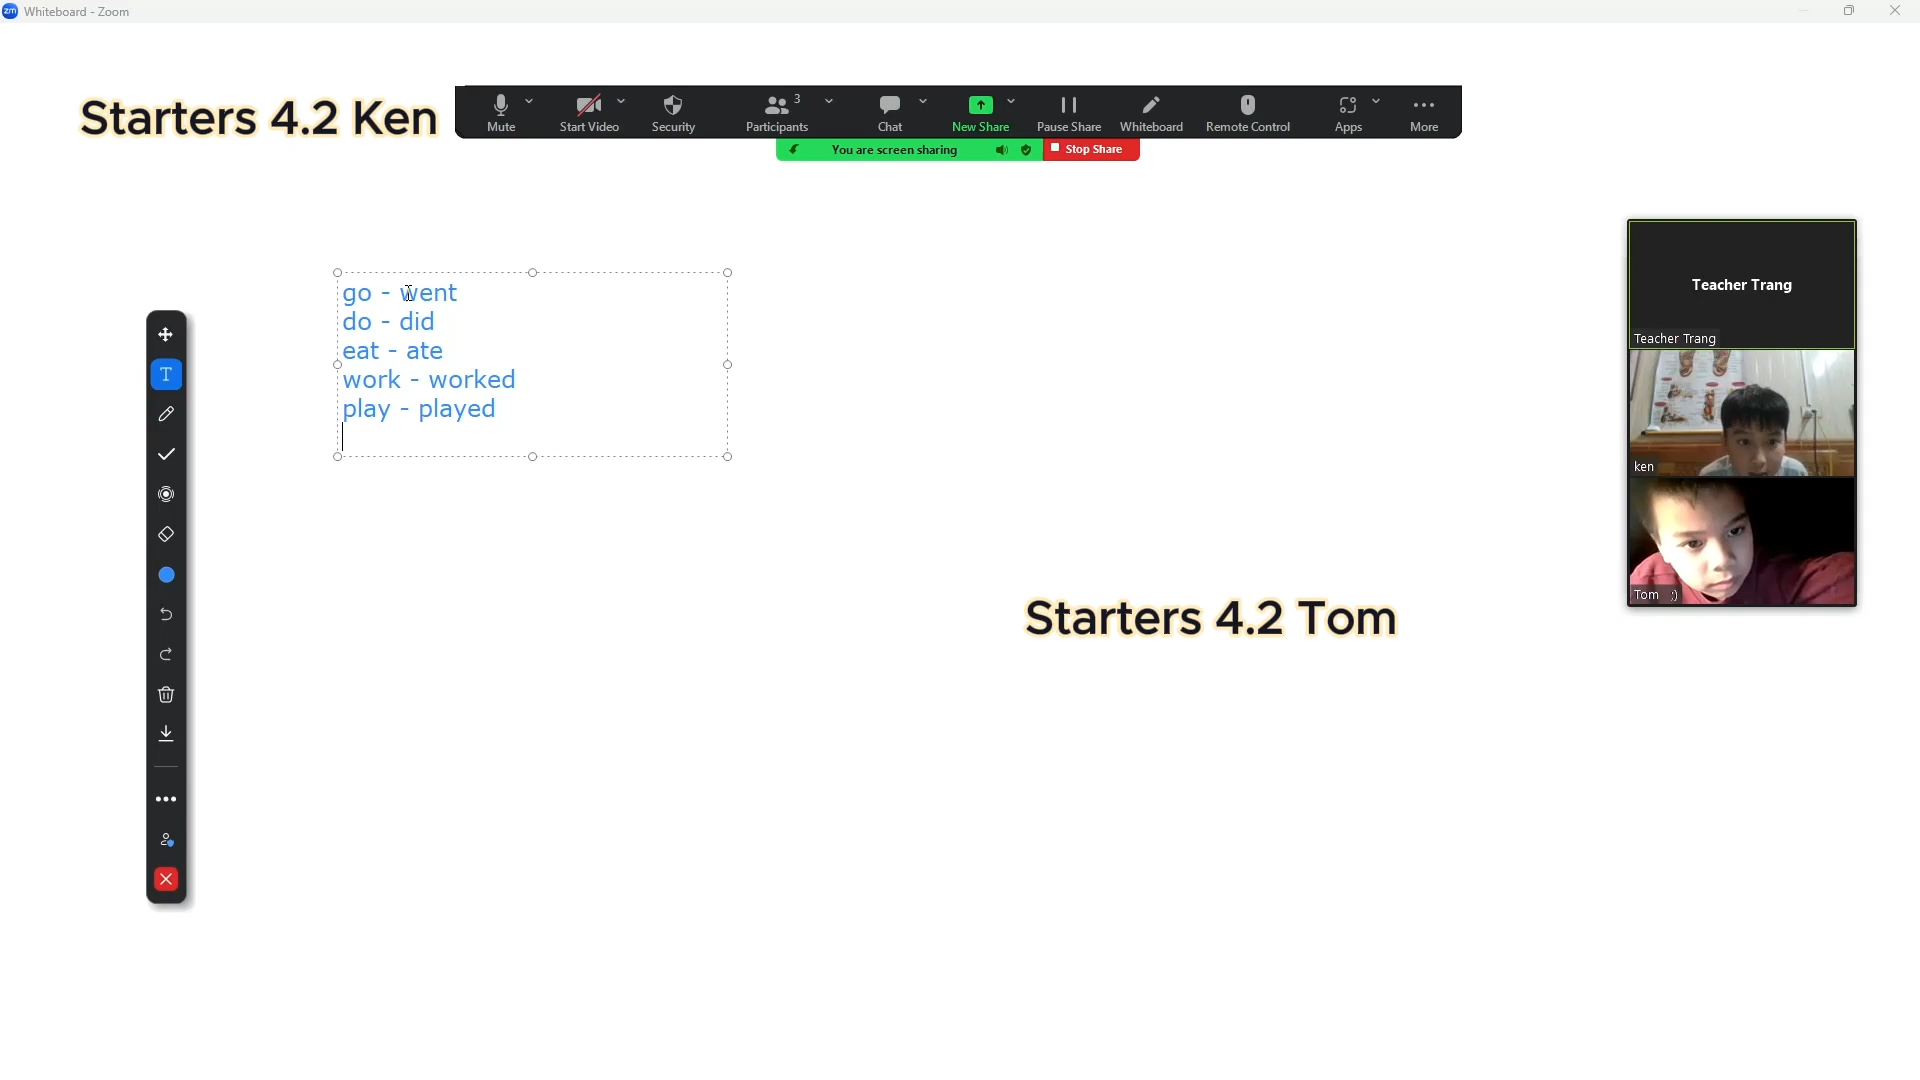 Whiteboard - Zoom
Starters 4.2 Ken
Mute
Start Video
Security
3
Participants
Chat
New Share
Pause Share
Whiteboard
Remote Control
Apps
More
You are screen sharing
Stop Share
go - went
do - did
eat - ate
work - worked
play - played
T
Teacher Trang
Teacher Trang
ken
Tom :)
Starters 4.2 Tom